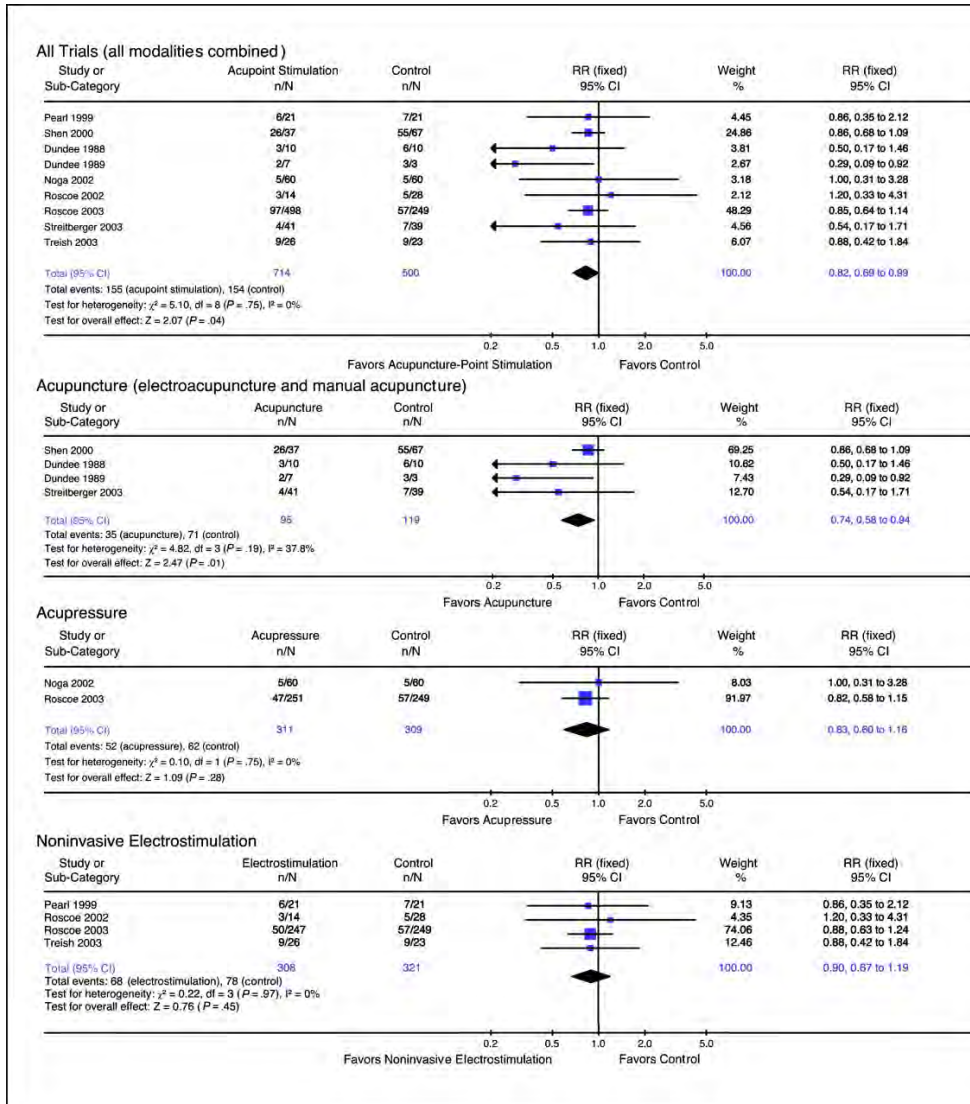 All Trials (all modalities combined)
Study or Acupoint Stimulation Control RR (fixed) Weight RR (fixed)
Sub-Category n/N n/N 95% CI % 95% CI
Pearl 1999 6/21 7/21 4.45 0.86, 0.35 to 2.12
Shen 2000 26/37 55/67 24.86 0.86, 0.68 to 1.09
Dundee 1988 3/10 6/10 3.81 0.50, 0.17 to 1.46
Dundee 1989 2/7 3/3 2.67 0.29, 0.09 to 0.92
Noga 2002 5/60 5/60 3.18 1.00, 0.31 to 3.28
Roscoe 2002 3/14 5/28 2.12 1.20, 0.33 to 4.31
Roscoe 2003 97/498 57/249 48.29 0.85, 0.64 to 1.14
Streitberger 2003 4/41 7/39 4.56 0.54, 0.17 to 1.71
Treish 2003 9/26 9/23 6.07 0.88, 0.42 to 1.84
Total (95% CI) 714 500 100.00 0.82, 0.69 to 0.99
Total events: 155 (acupoint stimulation), 154 (control)
Test for heterogeneity: χ² = 5.10, df = 8 (P = .75), I² = 0%
Test for overall effect: Z = 2.07 (P = .04)
0.2 0.5 1.0 2.0 5.0
Favors Acupuncture-Point Stimulation Favors Control
Acupuncture (electroacupuncture and manual acupuncture)
Study or Acupuncture Control RR (fixed) Weight RR (fixed)
Sub-Category n/N n/N 95% CI % 95% CI
Shen 2000 26/37 55/67 69.25 0.86, 0.68 to 1.09
Dundee 1988 3/10 6/10 10.62 0.50, 0.17 to 1.46
Dundee 1989 2/7 3/3 7.43 0.29, 0.09 to 0.92
Streitberger 2003 4/41 7/39 12.70 0.54, 0.17 to 1.71
Total (95% CI) 95 119 100.00 0.74, 0.58 to 0.94
Total events: 35 (acupuncture), 71 (control)
Test for heterogeneity: χ² = 4.82, df = 3 (P = .19), I² = 37.8%
Test for overall effect: Z = 2.47 (P = .01)
0.2 0.5 1.0 2.0 5.0
Favors Acupuncture Favors Control
Acupressure
Study or Acupressure Control RR (fixed) Weight RR (fixed)
Sub-Category n/N n/N 95% CI % 95% CI
Noga 2002 5/60 5/60 8.03 1.00, 0.31 to 3.28
Roscoe 2003 47/251 57/249 91.97 0.82, 0.58 to 1.15
Total (95% CI) 311 309 100.00 0.83, 0.60 to 1.16
Total events: 52 (acupressure), 62 (control)
Test for heterogeneity: χ² = 0.10, df = 1 (P = .75), I² = 0%
Test for overall effect: Z = 1.09 (P = .28)
0.2 0.5 1.0 2.0 5.0
Favors Acupressure Favors Control
Noninvasive Electrostimulation
Study or Electrostimulation Control RR (fixed) Weight RR (fixed)
Sub-Category n/N n/N 95% CI % 95% CI
Pearl 1999 6/21 7/21 9.13 0.86, 0.35 to 2.12
Roscoe 2002 3/14 5/28 4.35 1.20, 0.33 to 4.31
Roscoe 2003 50/247 57/249 74.06 0.88, 0.63 to 1.24
Treish 2003 9/26 9/23 12.46 0.88, 0.42 to 1.84
Total (95% CI) 308 321 100.00 0.90, 0.67 to 1.19
Total events: 68 (electrostimulation), 78 (control)
Test for heterogeneity: χ² = 0.22, df = 3 (P = .97), I² = 0%
Test for overall effect: Z = 0.76 (P = .45)
0.2 0.5 1.0 2.0 5.0
Favors Noninvasive Electrostimulation Favors Control